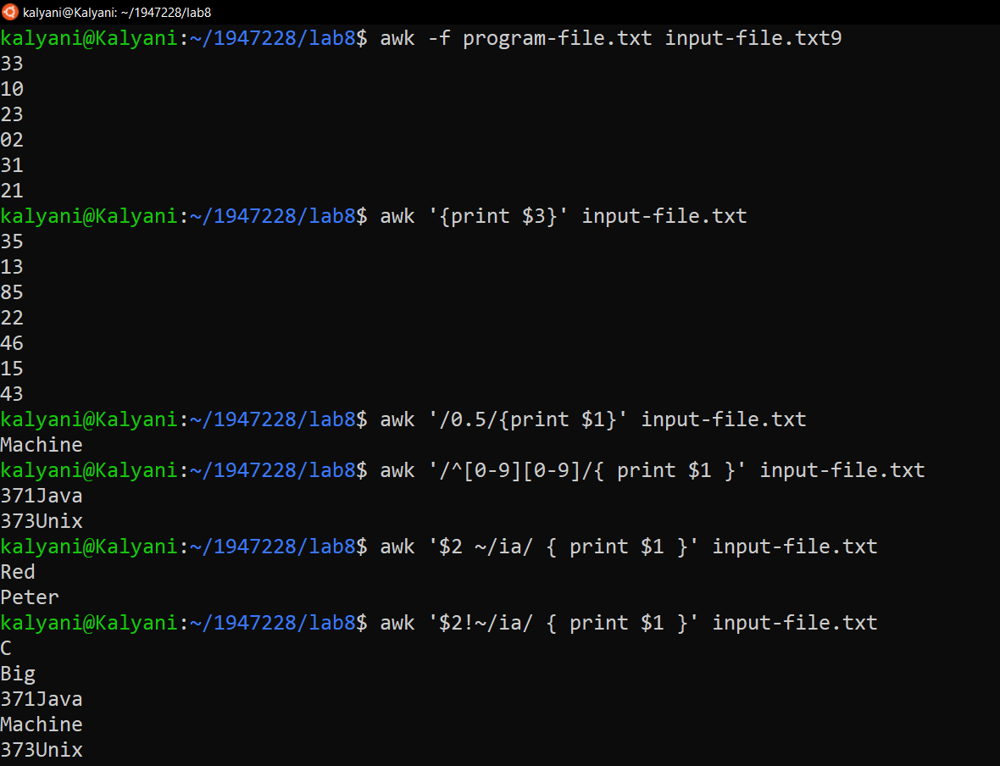 kalyani@Kalyani: ~/1947228/lab8
kalyani@Kalyani:~/1947228/lab8$ awk -f program-file.txt input-file.txt9
33
10
23
02
31
21
kalyani@Kalyani:~/1947228/lab8$ awk '{print $3}' input-file.txt
35
13
85
22
46
15
43
kalyani@Kalyani:~/1947228/lab8$ awk '/0.5/{print $1}' input-file.txt
Machine
kalyani@Kalyani:~/1947228/lab8$ awk '/^[0-9][0-9]/{ print $1 }' input-file.txt
371Java
373Unix
kalyani@Kalyani:~/1947228/lab8$ awk '$2 ~/ia/ { print $1 }' input-file.txt
Red
Peter
kalyani@Kalyani:~/1947228/lab8$ awk '$2!~/ia/ { print $1 }' input-file.txt
C
Big
371Java
Machine
373Unix